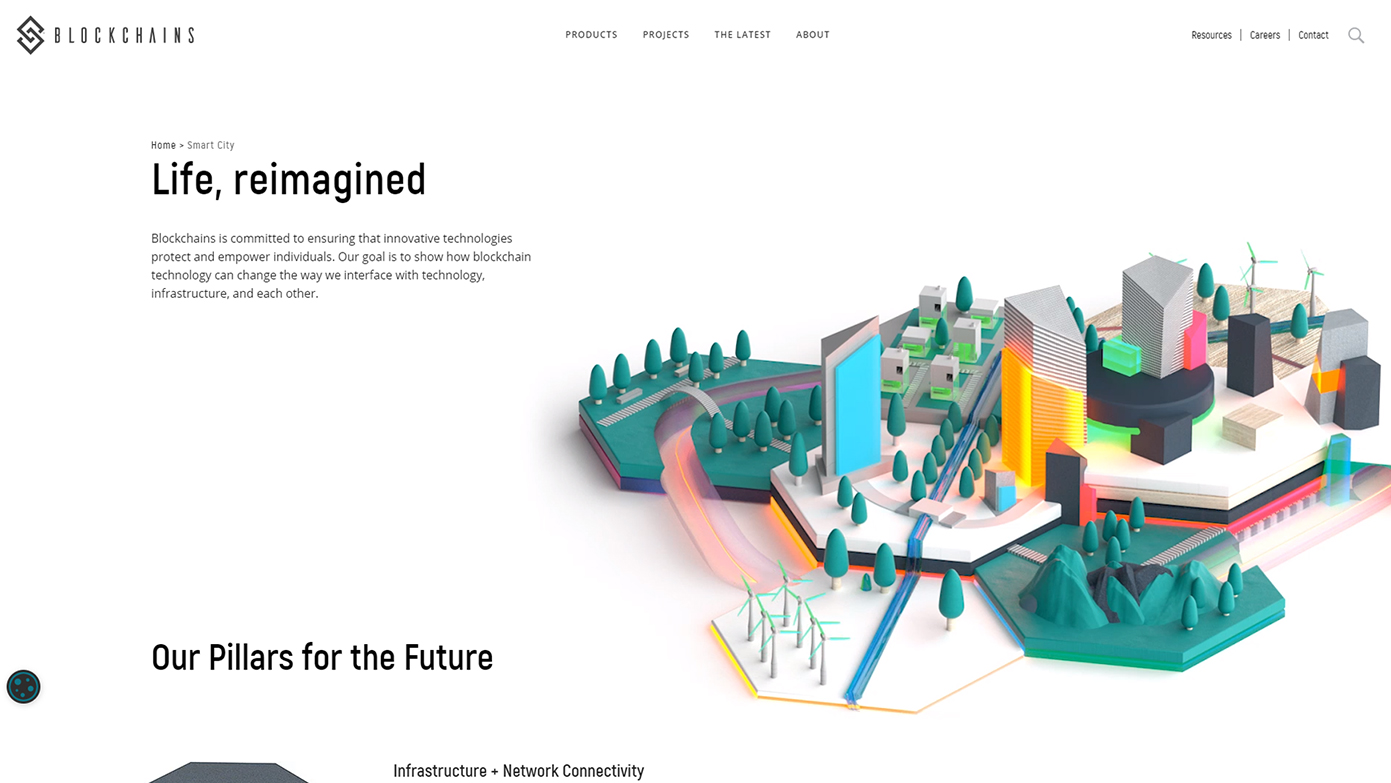 BLOCKCHAINS
PRODUCTS
PROJECTS
THE LATEST
ABOUT
Resources
Careers
Contact
Home > Smart City
Life, reimagined
Blockchains is committed to ensuring that innovative technologies
protect and empower individuals. Our goal is to show how blockchain
technology can change the way we interface with technology,
infrastructure, and each other.
Our Pillars for the Future
Infrastructure + Network Connectivity